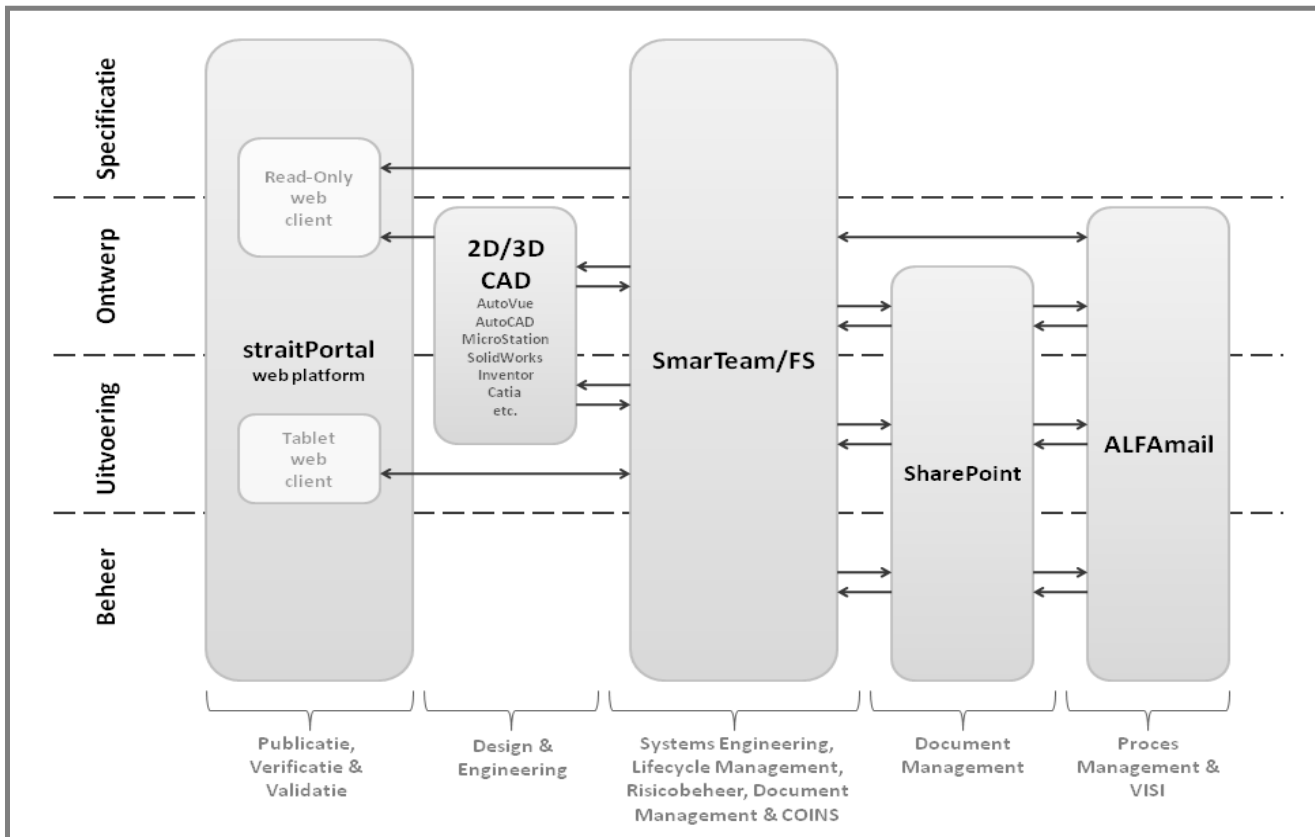 Specificatie
Ontwerp
Uitvoering
Beheer
Read-Only
web
client
straitPortal
web platform
Tablet
web
client
2D/3D
CAD
AutoVue
AutoCAD
MicroStation
SolidWorks
Inventor
Catia
etc.
SmarTeam/FS
SharePoint
ALFAmail
Publicatie,
Verificatie &
Validatie
Design &
Engineering
Systems Engineering,
Lifecycle Management,
Risicobeheer, Document
Management & COINS
Document
Management
Proces
Management &
VISI